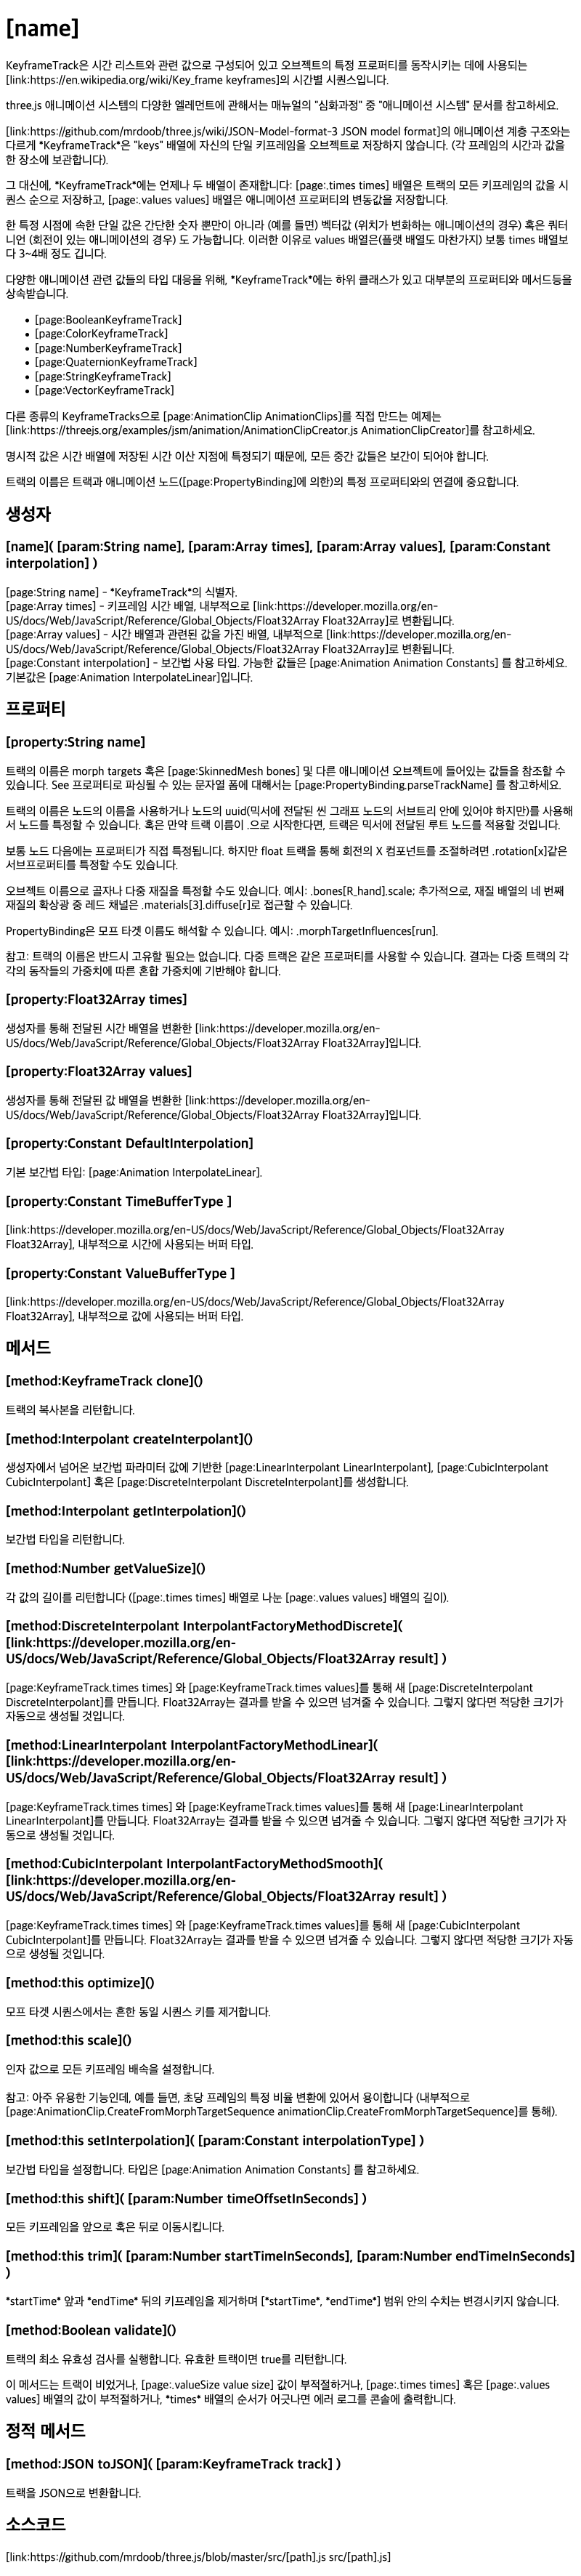 [name]
KeyframeTrack은 시간 리스트와 관련 값으로 구성되어 있고 오브젝트의 특정 프로퍼티를 동작시키는 데에 사용되는
[link:https://en.wikipedia.org/wiki/Key_frame keyframes]의 시간별 시퀀스입니다.
three.js 애니메이션 시스템의 다양한 엘레먼트에 관해서는 매뉴얼의 "심화과정" 중 "애니메이션 시스템" 문서를 참고하세요.
[link:https://github.com/mrdoob/three.js/wiki/JSON-Model-format-3 JSON model format]의 애니메이션 계층 구조와는
다르게 *KeyframeTrack*은 "keys" 배열에 자신의 단일 키프레임을 오브젝트로 저장하지 않습니다. (각 프레임의 시간과 값을
한 장소에 보관합니다).
그 대신에, *KeyframeTrack*에는 언제나 두 배열이 존재합니다: [page:.times times] 배열은 트랙의 모든 키프레임의 값을 시
퀀스 순으로 저장하고, [page:.values values] 배열은 애니메이션 프로퍼티의 변동값을 저장합니다.
한 특정 시점에 속한 단일 값은 간단한 숫자 뿐만이 아니라 (예를 들면) 벡터값 (위치가 변화하는 애니메이션의 경우) 혹은 쿼터
니언 (회전이 있는 애니메이션의 경우) 도 가능합니다. 이러한 이유로 values 배열은(플랫 배열도 마찬가지) 보통 times 배열보
다 3~4배 정도 깁니다.
다양한 애니메이션 관련 값들의 타입 대응을 위해, *KeyframeTrack*에는 하위 클래스가 있고 대부분의 프로퍼티와 메서드등을
상속받습니다.
• [page:BooleanKeyframeTrack]
• [page:ColorKeyframeTrack]
• [page:NumberKeyframeTrack]
• [page:QuaternionKeyframeTrack]
• [page:StringKeyframeTrack]
• [page:VectorKeyframeTrack]
다른 종류의 KeyframeTracks으로 [page:AnimationClip AnimationClips]를 직접 만드는 예제는
[link:https://threejs.org/examples/jsm/animation/AnimationClipCreator.js AnimationClipCreator]를 참고하세요.
명시적 값은 시간 배열에 저장된 시간 이산 지점에 특정되기 때문에, 모든 중간 값들은 보간이 되어야 합니다.
트랙의 이름은 트랙과 애니메이션 노드([page:PropertyBinding]에 의한)의 특정 프로퍼티와의 연결에 중요합니다.
생성자
[name]( [param:String name], [param:Array times], [param:Array values], [param:Constant
interpolation] )
[page:String name] - *KeyframeTrack*의 식별자.
[page:Array times] - 키프레임 시간 배열, 내부적으로 [link:https://developer.mozilla.org/en-
US/docs/Web/JavaScript/Reference/Global_Objects/Float32Array Float32Array]로 변환됩니다.
[page:Array values] - 시간 배열과 관련된 값을 가진 배열, 내부적으로 [link:https://developer.mozilla.org/en-
US/docs/Web/JavaScript/Reference/Global_Objects/Float32Array Float32Array]로 변환됩니다.
[page:Constant interpolation] - 보간법 사용 타입. 가능한 값들은 [page:Animation Animation Constants] 를 참고하세요.
기본값은 [page:Animation InterpolateLinear]입니다.
프로퍼티
[property:String name]
트랙의 이름은 morph targets 혹은 [page:SkinnedMesh bones] 및 다른 애니메이션 오브젝트에 들어있는 값들을 참조할 수
있습니다. See 프로퍼티로 파싱될 수 있는 문자열 폼에 대해서는 [page:PropertyBinding.parseTrackName] 를 참고하세요.
트랙의 이름은 노드의 이름을 사용하거나 노드의 uuid(믹서에 전달된 씬 그래프 노드의 서브트리 안에 있어야 하지만)를 사용해
서 노드를 특정할 수 있습니다. 혹은 만약 트랙 이름이 .으로 시작한다면, 트랙은 믹서에 전달된 루트 노드를 적용할 것입니다.
보통 노드 다음에는 프로퍼티가 직접 특정됩니다. 하지만 float 트랙을 통해 회전의 X 컴포넌트를 조절하려면 .rotation[x]같은
서브프로퍼티를 특정할 수도 있습니다.
오브젝트 이름으로 골자나 다중 재질을 특정할 수도 있습니다. 예시: .bones[R_hand].scale; 추가적으로, 재질 배열의 네 번째
재질의 확상광 중 레드 채널은 .materials[3].diffuse[r]로 접근할 수 있습니다.
PropertyBinding은 모프 타겟 이름도 해석할 수 있습니다. 예시: .morphTargetInfluences[run].
참고: 트랙의 이름은 반드시 고유할 필요는 없습니다. 다중 트랙은 같은 프로퍼티를 사용할 수 있습니다. 결과는 다중 트랙의 각
각의 동작들의 가중치에 따른 혼합 가중치에 기반해야 합니다.
[property:Float32Array times]
생성자를 통해 전달된 시간 배열을 변환한 [link:https://developer.mozilla.org/en-
US/docs/Web/JavaScript/Reference/Global_Objects/Float32Array Float32Array]입니다.
[property:Float32Array values]
생성자를 통해 전달된 값 배열을 변환한 [link:https://developer.mozilla.org/en-
US/docs/Web/JavaScript/Reference/Global_Objects/Float32Array Float32Array]입니다.
[property:Constant DefaultInterpolation]
기본 보간법 타입: [page:Animation InterpolateLinear].
[property:Constant TimeBufferType ]
[link:https://developer.mozilla.org/en-US/docs/Web/JavaScript/Reference/Global_Objects/Float32Array
Float32Array], 내부적으로 시간에 사용되는 버퍼 타입.
[property:Constant ValueBufferType ]
[link:https://developer.mozilla.org/en-US/docs/Web/JavaScript/Reference/Global_Objects/Float32Array
Float32Array], 내부적으로 값에 사용되는 버퍼 타입.
메서드
[method:KeyframeTrack clone]()
트랙의 복사본을 리턴합니다.
[method:Interpolant createInterpolant]()
생성자에서 넘어온 보간법 파라미터 값에 기반한 [page:LinearInterpolant LinearInterpolant], [page:CubicInterpolant
CubicInterpolant] 혹은 [page:DiscreteInterpolant DiscreteInterpolant]를 생성합니다.
[method:Interpolant getInterpolation]()
보간법 타입을 리턴합니다.
[method:Number getValueSize]()
각 값의 길이를 리턴합니다 ([page:.times times] 배열로 나눈 [page:.values values] 배열의 길이).
[method:DiscreteInterpolant InterpolantFactoryMethodDiscrete](
[link:https://developer.mozilla.org/en-
US/docs/Web/JavaScript/Reference/Global_Objects/Float32Array result] )
[page:KeyframeTrack.times times] 와 [page:KeyframeTrack.times values]를 통해 새 [page:DiscreteInterpolant
DiscreteInterpolant]를 만듭니다. Float32Array는 결과를 받을 수 있으면 넘겨줄 수 있습니다. 그렇지 않다면 적당한 크기가
자동으로 생성될 것입니다.
[method:LinearInterpolant InterpolantFactoryMethodLinear](
[link:https://developer.mozilla.org/en-
US/docs/Web/JavaScript/Reference/Global_Objects/Float32Array result] )
[page:KeyframeTrack.times times] 와 [page:KeyframeTrack.times values]를 통해 새 [page:LinearInterpolant
LinearInterpolant]를 만듭니다. Float32Array는 결과를 받을 수 있으면 넘겨줄 수 있습니다. 그렇지 않다면 적당한 크기가 자
동으로 생성될 것입니다.
[method:CubicInterpolant InterpolantFactoryMethodSmooth](
[link:https://developer.mozilla.org/en-
US/docs/Web/JavaScript/Reference/Global_Objects/Float32Array result] )
[page:KeyframeTrack.times times] 와 [page:KeyframeTrack.times values]를 통해 새 [page:CubicInterpolant
CubicInterpolant]를 만듭니다. Float32Array는 결과를 받을 수 있으면 넘겨줄 수 있습니다. 그렇지 않다면 적당한 크기가 자동
으로 생성될 것입니다.
[method:this optimize]()
모프 타겟 시퀀스에서는 흔한 동일 시퀀스 키를 제거합니다.
[method:this scale]()
인자 값으로 모든 키프레임 배속을 설정합니다.
참고: 아주 유용한 기능인데, 예를 들면, 초당 프레임의 특정 비율 변환에 있어서 용이합니다 (내부적으로
[page:AnimationClip.CreateFromMorphTargetSequence animationClip.CreateFromMorphTargetSequence]를 통해).
[method:this setInterpolation]( [param:Constant interpolationType] )
보간법 타입을 설정합니다. 타입은 [page:Animation Animation Constants] 를 참고하세요.
[method:this shift]( [param:Number timeOffsetInSeconds] )
모든 키프레임을 앞으로 혹은 뒤로 이동시킵니다.
[method:this trim]( [param:Number startTimeInSeconds], [param:Number endTimeInSeconds]
)
*startTime* 앞과 *endTime* 뒤의 키프레임을 제거하며 [*startTime*, *endTime*] 범위 안의 수치는 변경시키지 않습니다.
[method:Boolean validate]()
트랙의 최소 유효성 검사를 실행합니다. 유효한 트랙이면 true를 리턴합니다.
이 메서드는 트랙이 비었거나, [page:.valueSize value size] 값이 부적절하거나, [page:.times times] 혹은 [page:.values
values] 배열의 값이 부적절하거나, *times* 배열의 순서가 어긋나면 에러 로그를 콘솔에 출력합니다.
정적 메서드
[method:JSON toJSON]( [param:KeyframeTrack track] )
트랙을 JSON으로 변환합니다.
소스코드
[link:https://github.com/mrdoob/three.js/blob/master/src/[path].js src/[path].js]